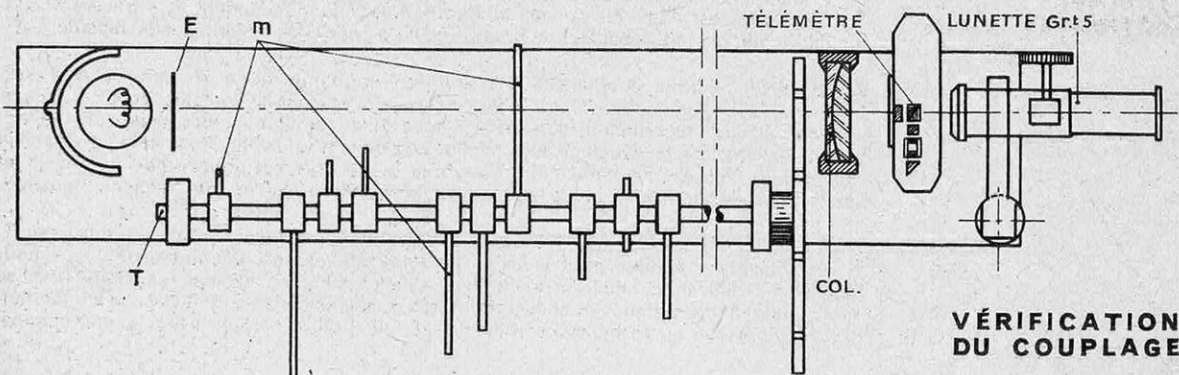 E
m
TÉLÉMÈTRE
LUNETTE Grt 5
T
COL.
VÉRIFICATION
DU COUPLAGE